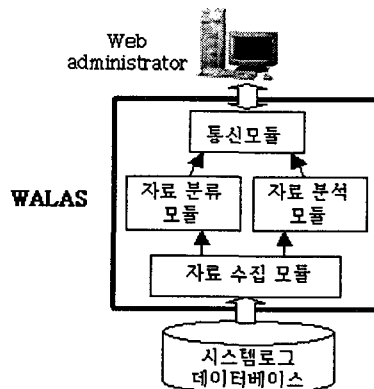 Web
administrator
통신모듈
WALAS
자료 분류
모듈
자료 분석
모듈
자료 수집 모듈
시스템로그
데이터베이스